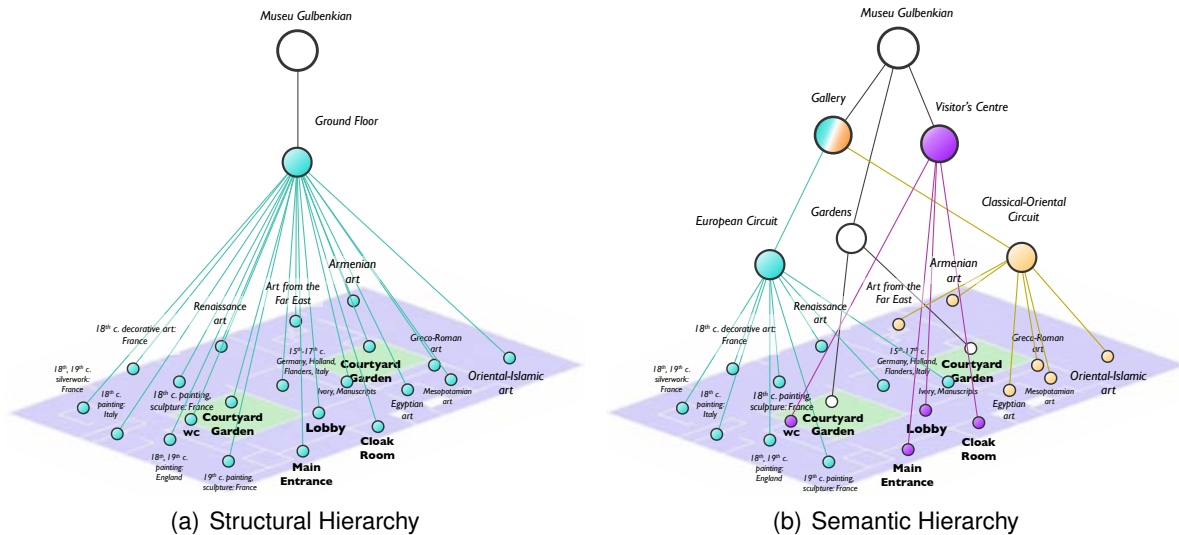 Museu Gulbenkian
Ground Floor
Armenian
art
Art from the
Far East
Renaissance
art
18th c. decorative art:
France
Greco-Roman
art
15th-17th c.
Germany, Holland,
Flanders, Italy
Courtyard
Garden
18th, 19th c.
silverwork:
France
Oriental-Islamic
art
Mesopotamian
art
Ivory, Manuscripts
18th c.
painting:
Italy
18th c. painting,
sculpture: France
Egyptian
art
Courtyard
Garden
wc
Lobby
Cloak
Room
18th, 19th c.
painting:
England
Main
Entrance
19th c. painting,
sculpture: France
(a) Structural Hierarchy
Museu Gulbenkian
Gallery
Visitor's Centre
European Circuit
Gardens
Classical-Oriental
Circuit
Armenian
art
Art from the
Far East
Renaissance
art
18th c. decorative art:
France
Greco-Roman
art
15th-17th c.
Germany, Holland,
Flanders, Italy
Courtyard
Garden
18th, 19th c.
silverwork:
France
Oriental-Islamic
art
Mesopotamian
art
Ivory, Manuscripts
18th c.
painting:
Italy
18th c. painting,
sculpture: France
Egyptian
art
Courtyard
Garden
wc
Lobby
Cloak
Room
18th, 19th c.
painting:
England
Main
Entrance
19th c. painting,
sculpture: France
(b) Semantic Hierarchy